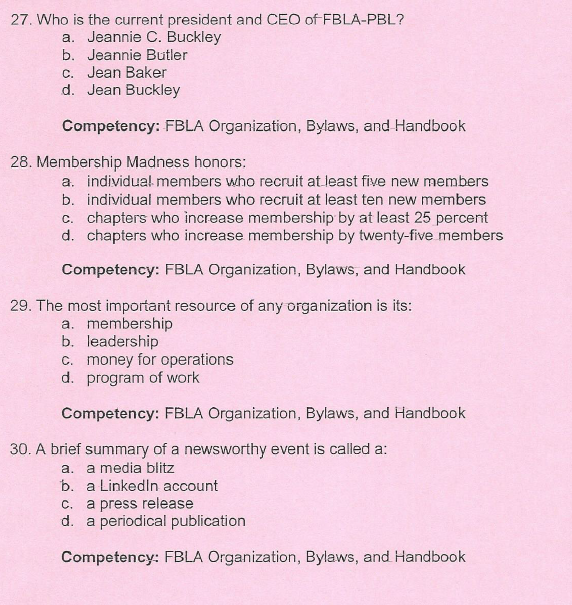 27. Who is the current president and CEO of FBLA-PBL?
a. Jeannie C. Buckley
b. Jeannie Butler
c. Jean Baker
d. Jean Buckley
Competency: FBLA Organization, Bylaws, and Handbook
28. Membership Madness honors:
a. individual members who recruit at least five new members
b. individual members who recruit at least ten new members
c. chapters who increase membership by at least 25 percent
d. chapters who increase membership by twenty-five members
Competency: FBLA Organization, Bylaws, and Handbook
29. The most important resource of any organization is its:
a. membership
b. leadership
c. money for operations
d. program of work
Competency: FBLA Organization, Bylaws, and Handbook
30. A brief summary of a newsworthy event is called a:
a. a media blitz
b. a LinkedIn account
c. a press release
d. a periodical publication
Competency: FBLA Organization, Bylaws, and Handbook